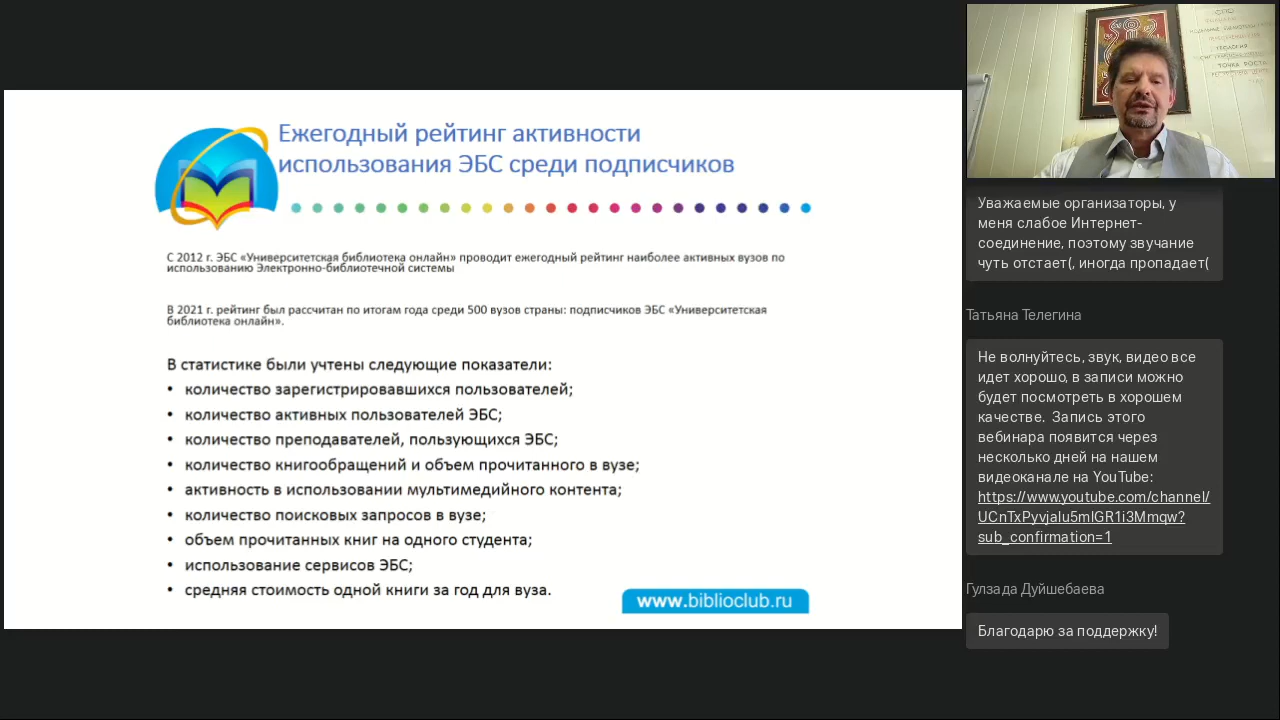 Ежегодный рейтинг активности
использования ЭБС среди подписчиков
С 2012 г. ЭБС «Университетская библиотека онлайн» проводит ежегодный рейтинг наиболее активных вузов по
использованию Электронно-библиотечной системы
В 2021 г. рейтинг был рассчитан по итогам года среди 500 вузов страны: подписчиков ЭБС «Университетская
библиотека онлайн».
В статистике были учтены следующие показатели:
• количество зарегистрировавшихся пользователей;
• количество активных пользователей ЭБС;
• количество преподавателей, пользующихся ЭБС;
• количество книгообращений и объем прочитанного в вузе;
• активность в использовании мультимедийного контента;
• количество поисковых запросов в вузе;
• объем прочитанных книг на одного студента;
• использование сервисов ЭБС;
• средняя стоимость одной книги за год для вуза.
www.biblioclub.ru
СПО
ТОЧКА РОСТА
Уважаемые организаторы, у
меня слабое Интернет-
соединение, поэтому звучание
чуть отстает(, иногда пропадает(
Татьяна Телегина
Не волнуйтесь, звук, видео все
идет хорошо, в записи можно
будет посмотреть в хорошем
качестве. Запись этого
вебинара появится через
несколько дней на нашем
видеоканале на YouTube:
https://www.youtube.com/channel/
UCnTxPyvjalu5mlGR1i3Mmqw?
sub_confirmation=1
Гулзада Дуйшебаева
Благодарю за поддержку!